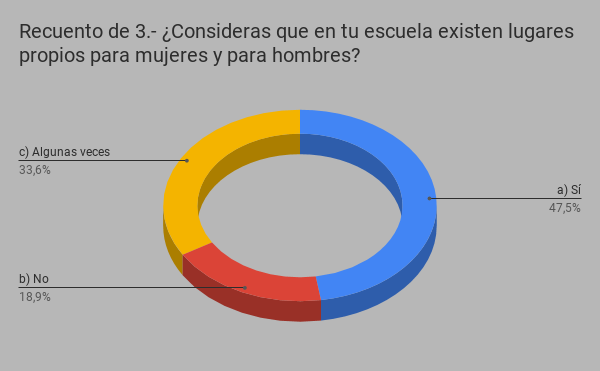 Recuento de 3.- ¿Consideras que en tu escuela existen lugares
propios para mujeres y para hombres?
c) Algunas veces
33,6%
a) Sí
47,5%
b) No
18,9%